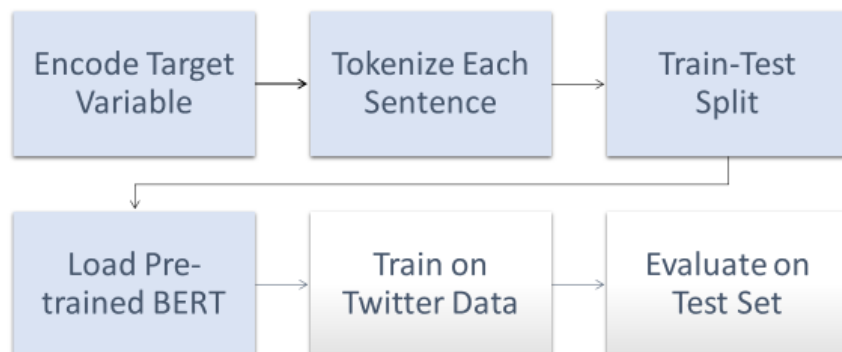 Encode Target
Variable
Tokenize Each
Sentence
Train-Test
Split
Load Pre-
trained BERT
Train on
Twitter Data
Evaluate on
Test Set